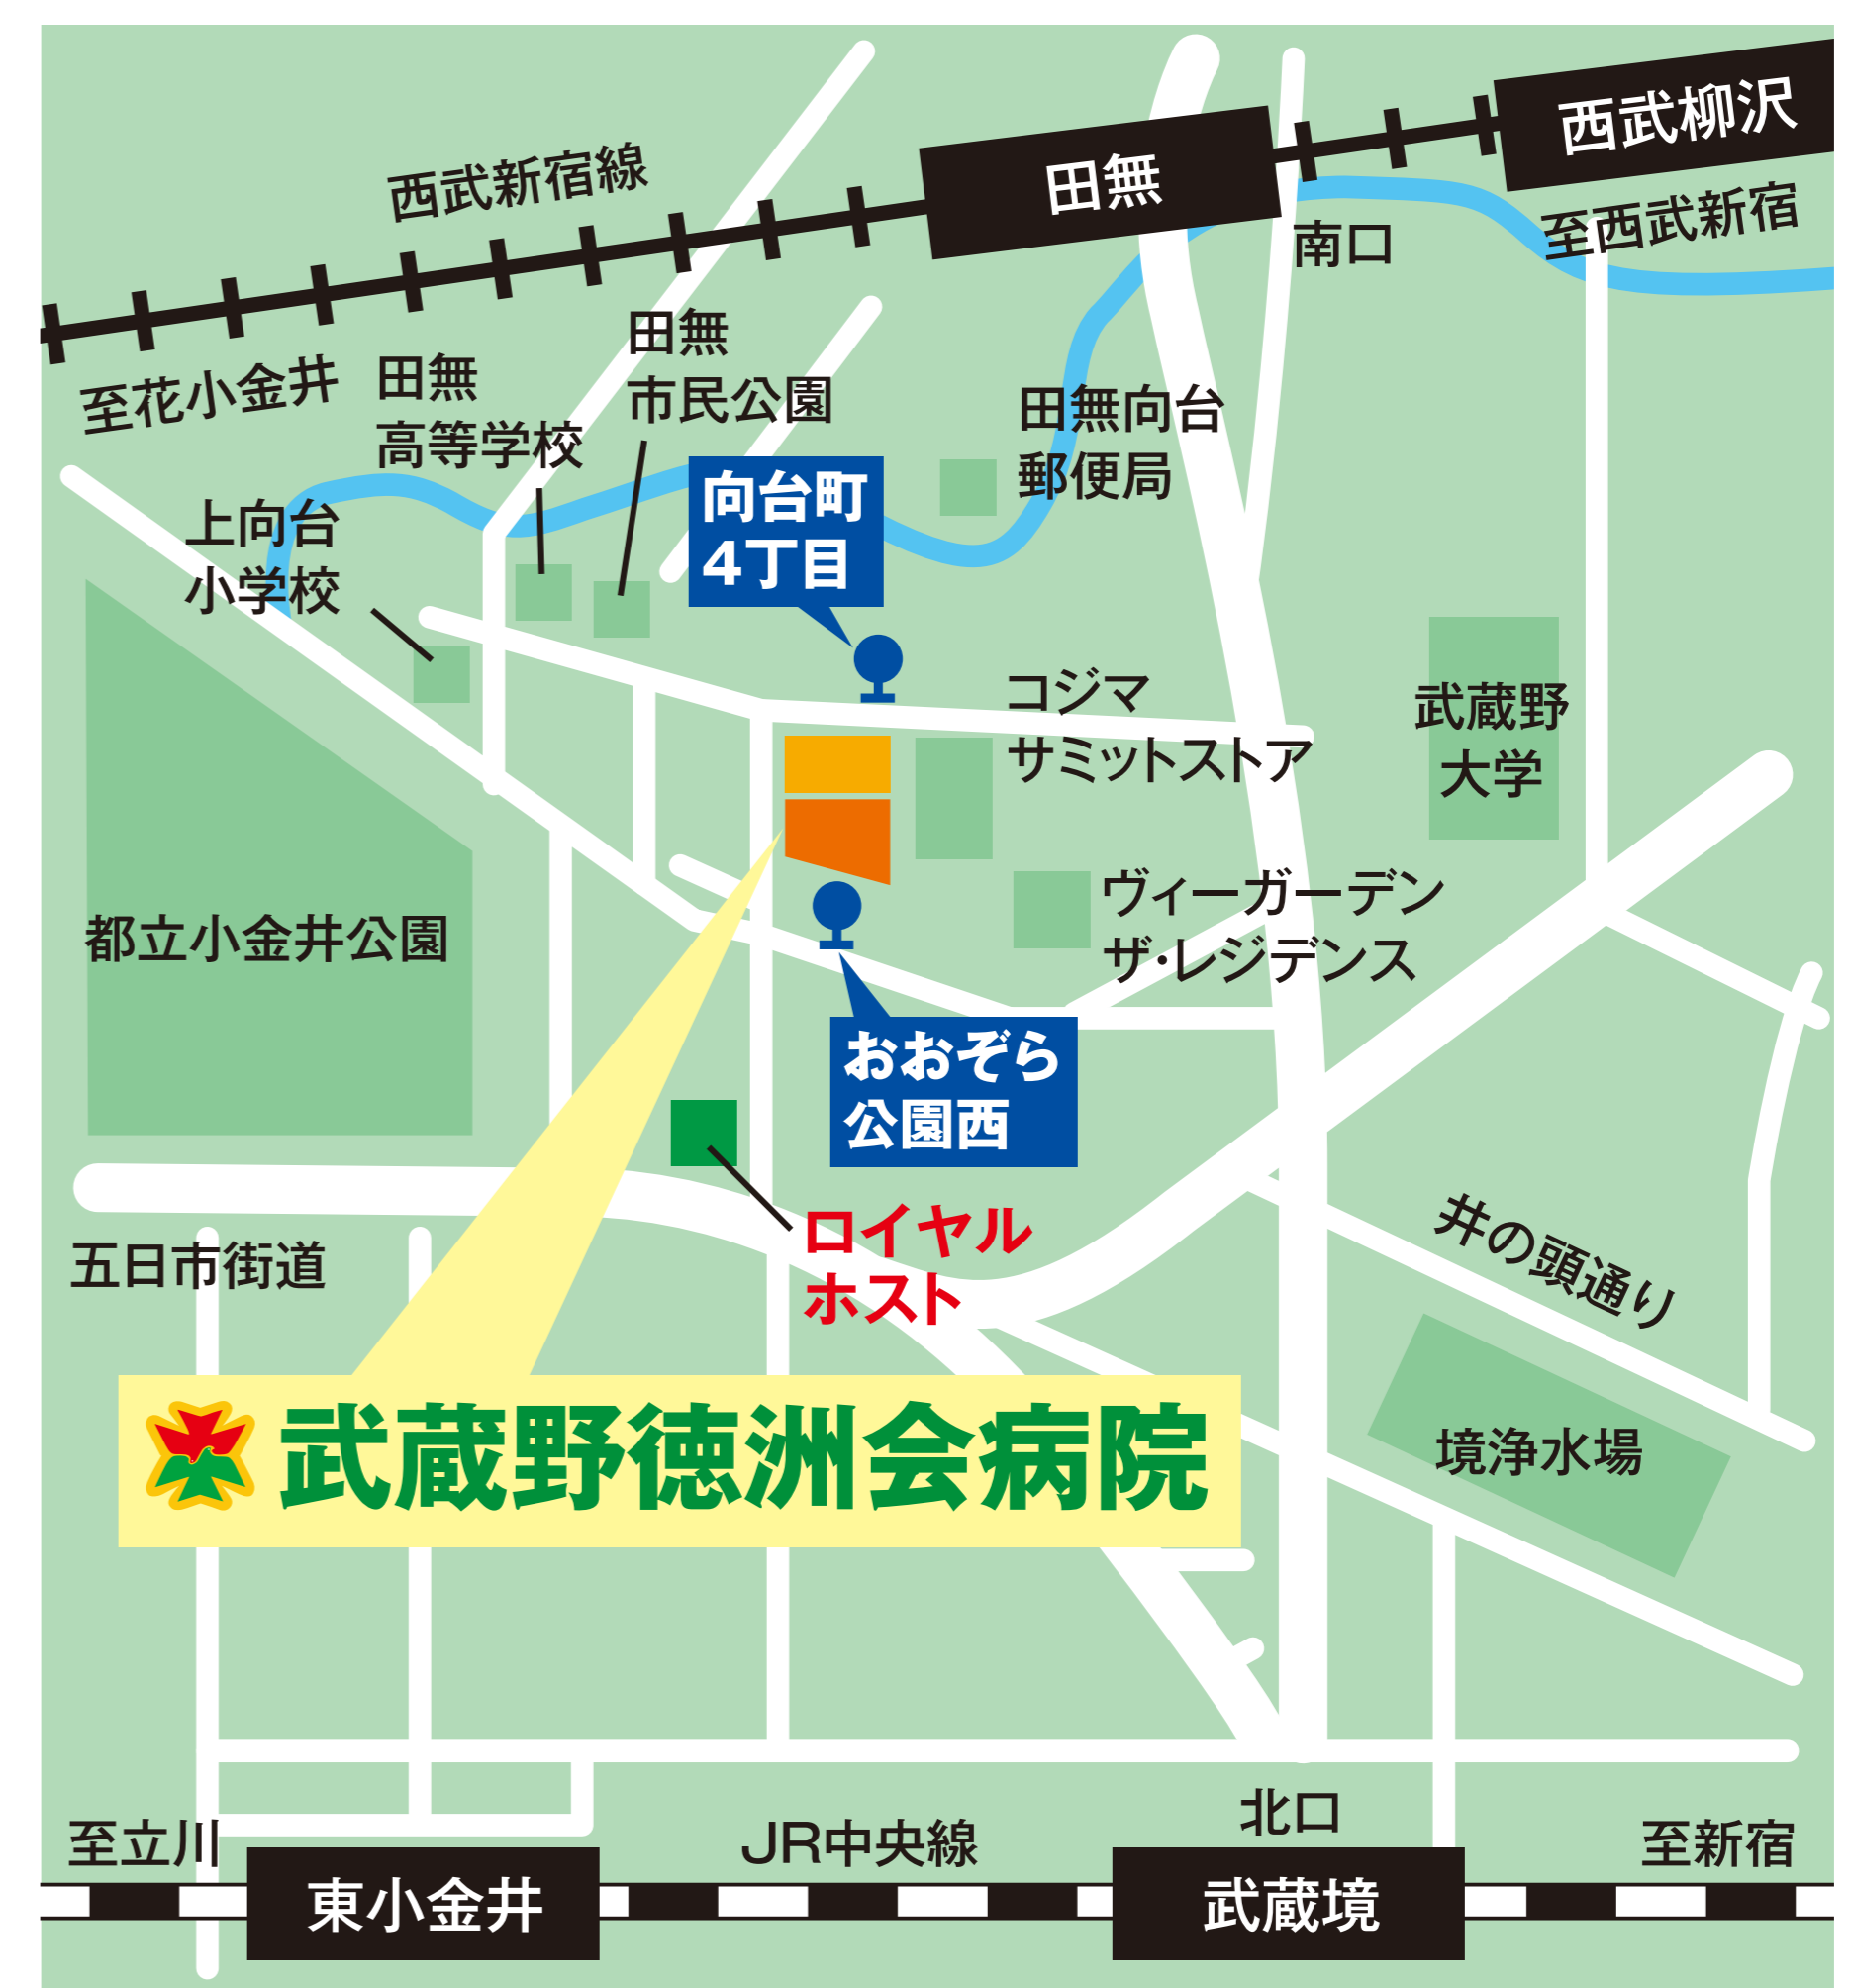 西武柳沢
田無
西武新宿線
至西武新宿
南口
至花小金井
田無
高等学校
田無
市民公園
田無向台
郵便局
上向台
小学校
向台町
4丁目
コジマ
サミットストア
武蔵野
大学
都立小金井公園
ヴィーガーデン
ザ・レジデンス
おおぞら
公園西
ロイヤル
ホスト
五日市街道
井の頭通り
武蔵野徳洲会病院
境浄水場
北口
至立川
JR中央線
至新宿
東小金井
武蔵境